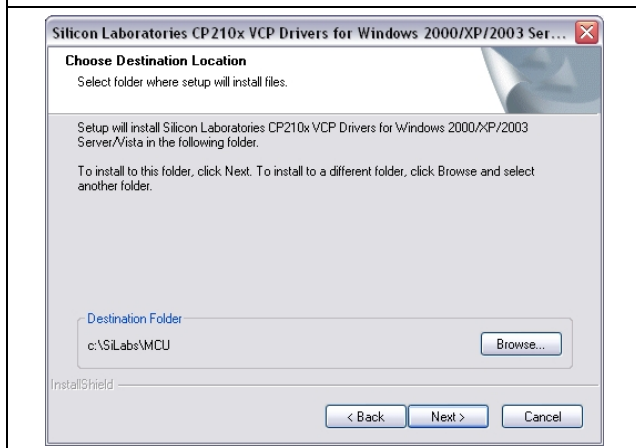 Silicon Laboratories CP210x VCP Drivers for Windows 2000/XP/2003 Ser...
Choose Destination Location
Select folder where setup will install files.
Setup will install Silicon Laboratories CP210x VCP Drivers for Windows 2000/XP/2003
Server/Vista in the following folder.
To install to this folder, click Next. To install to a different folder, click Browse and select
another folder.
Destination Folder
c:\SiLabs\MCU
Browse...
InstallShield
< Back
Next >
Cancel